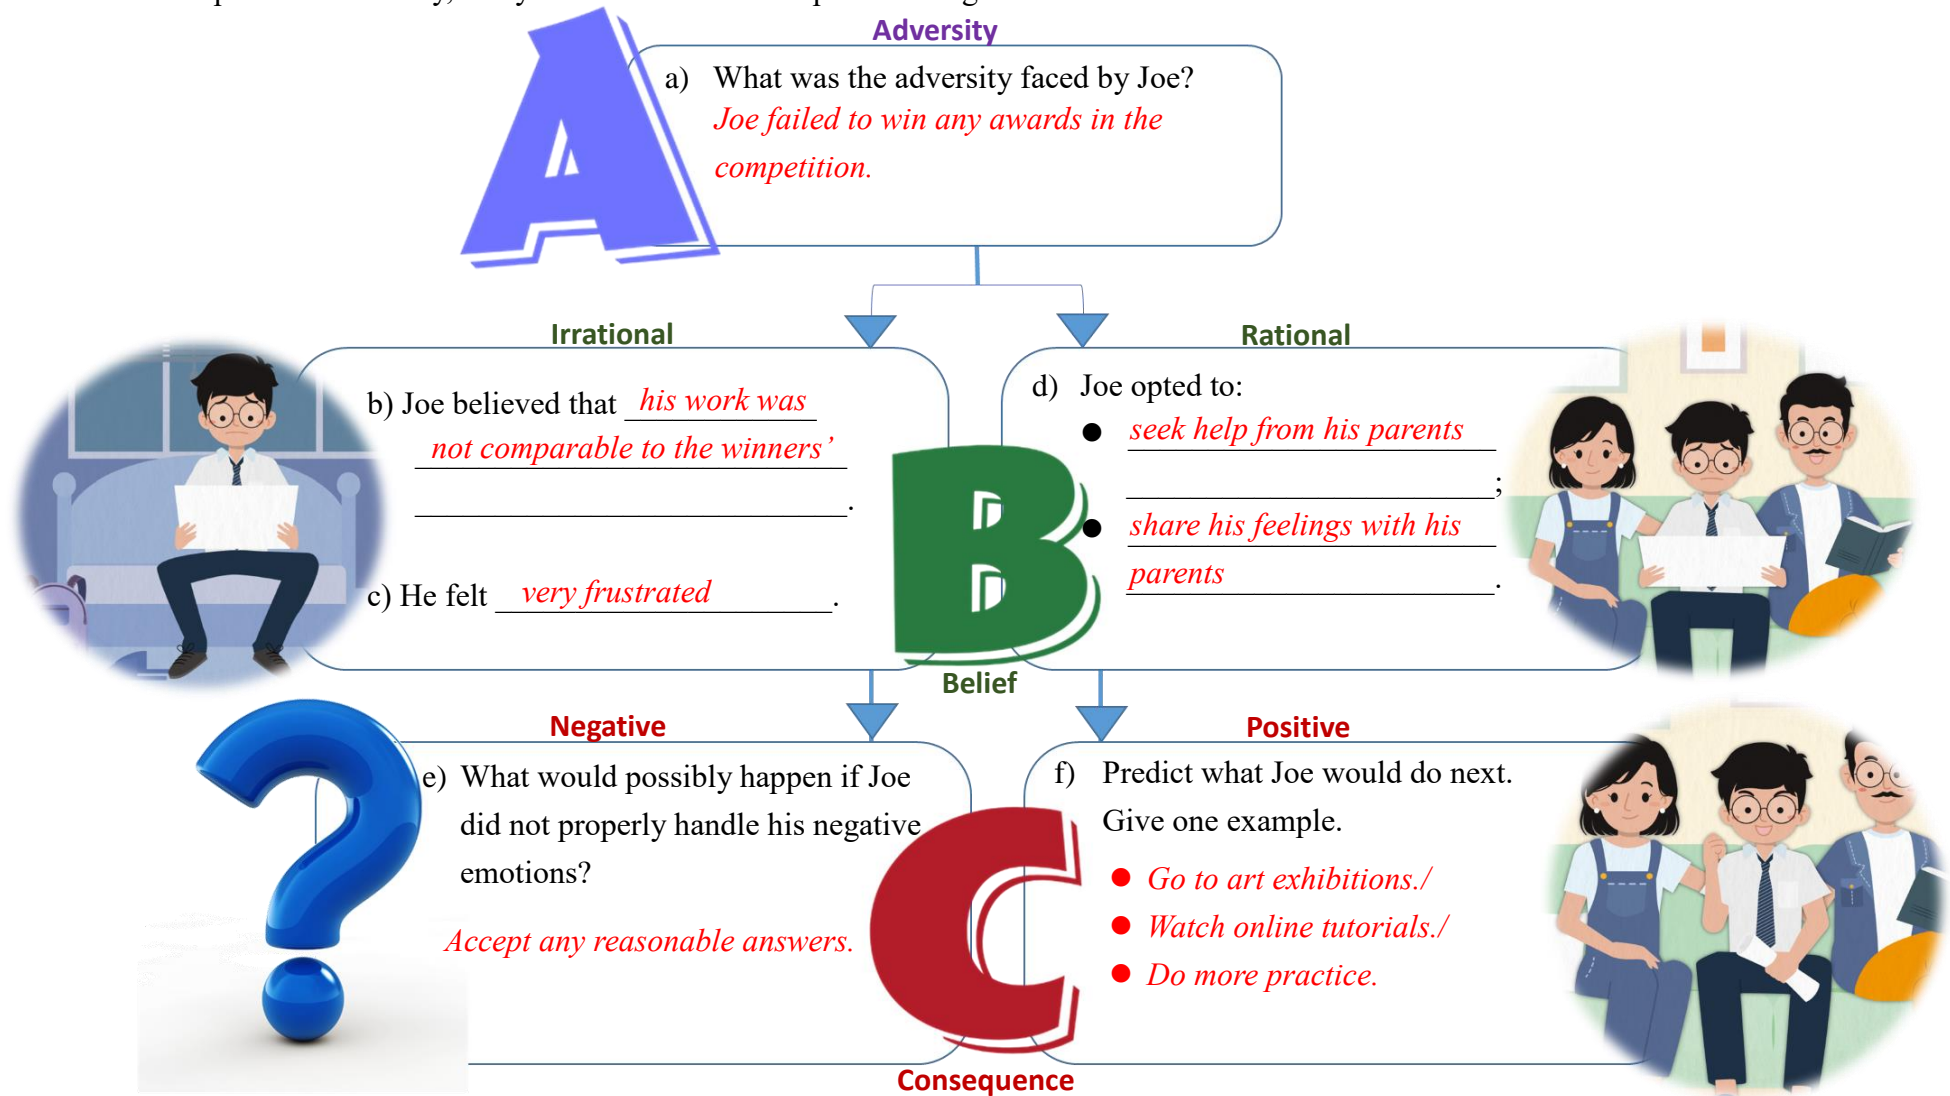 Adversity
A
a) What was the adversity faced by Joe?
Joe failed to win any awards in the
competition.
Irrational
b) Joe believed that his work was
not comparable to the winners’
.
c) He felt very frustrated.
Rational
d) Joe opted to:
● seek help from his parents
;
● share his feelings with his
parents.
B
Belief
Negative
e) What would possibly happen if Joe
did not properly handle his negative
emotions?
Accept any reasonable answers.
Positive
f) Predict what Joe would do next.
Give one example.
● Go to art exhibitions./
● Watch online tutorials./
● Do more practice.
C
Consequence